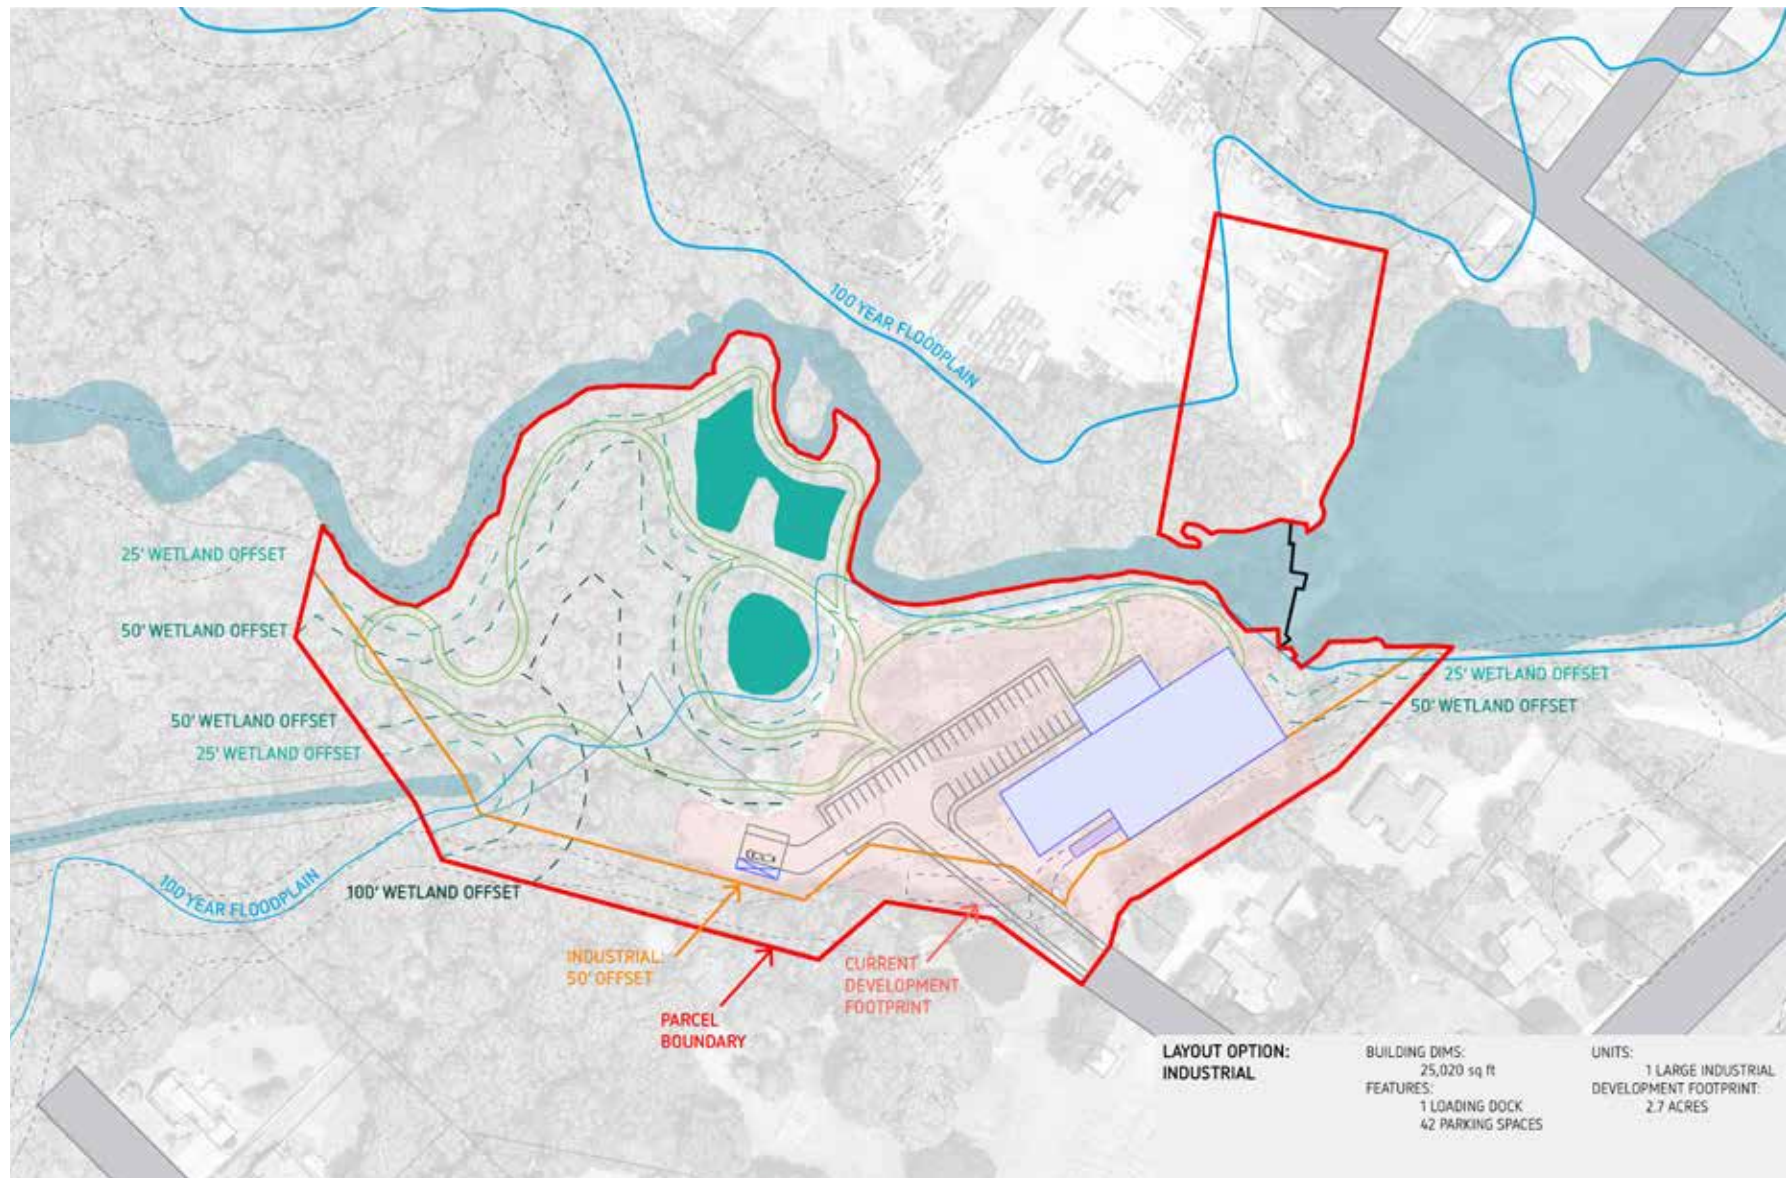 100 YEAR FLOODPLAIN
25' WETLAND OFFSET
50' WETLAND OFFSET
50' WETLAND OFFSET
25' WETLAND OFFSET
25' WETLAND OFFSET
50' WETLAND OFFSET
100 YEAR FLOODPLAIN
100' WETLAND OFFSET
INDUSTRIAL:
50' OFFSET
CURRENT
DEVELOPMENT
FOOTPRINT
PARCEL
BOUNDARY
LAYOUT OPTION:
INDUSTRIAL
BUILDING DIMS:
25,020 sq ft
FEATURES:
1 LOADING DOCK
42 PARKING SPACES
UNITS:
1 LARGE INDUSTRIAL
DEVELOPMENT FOOTPRINT:
2.7 ACRES